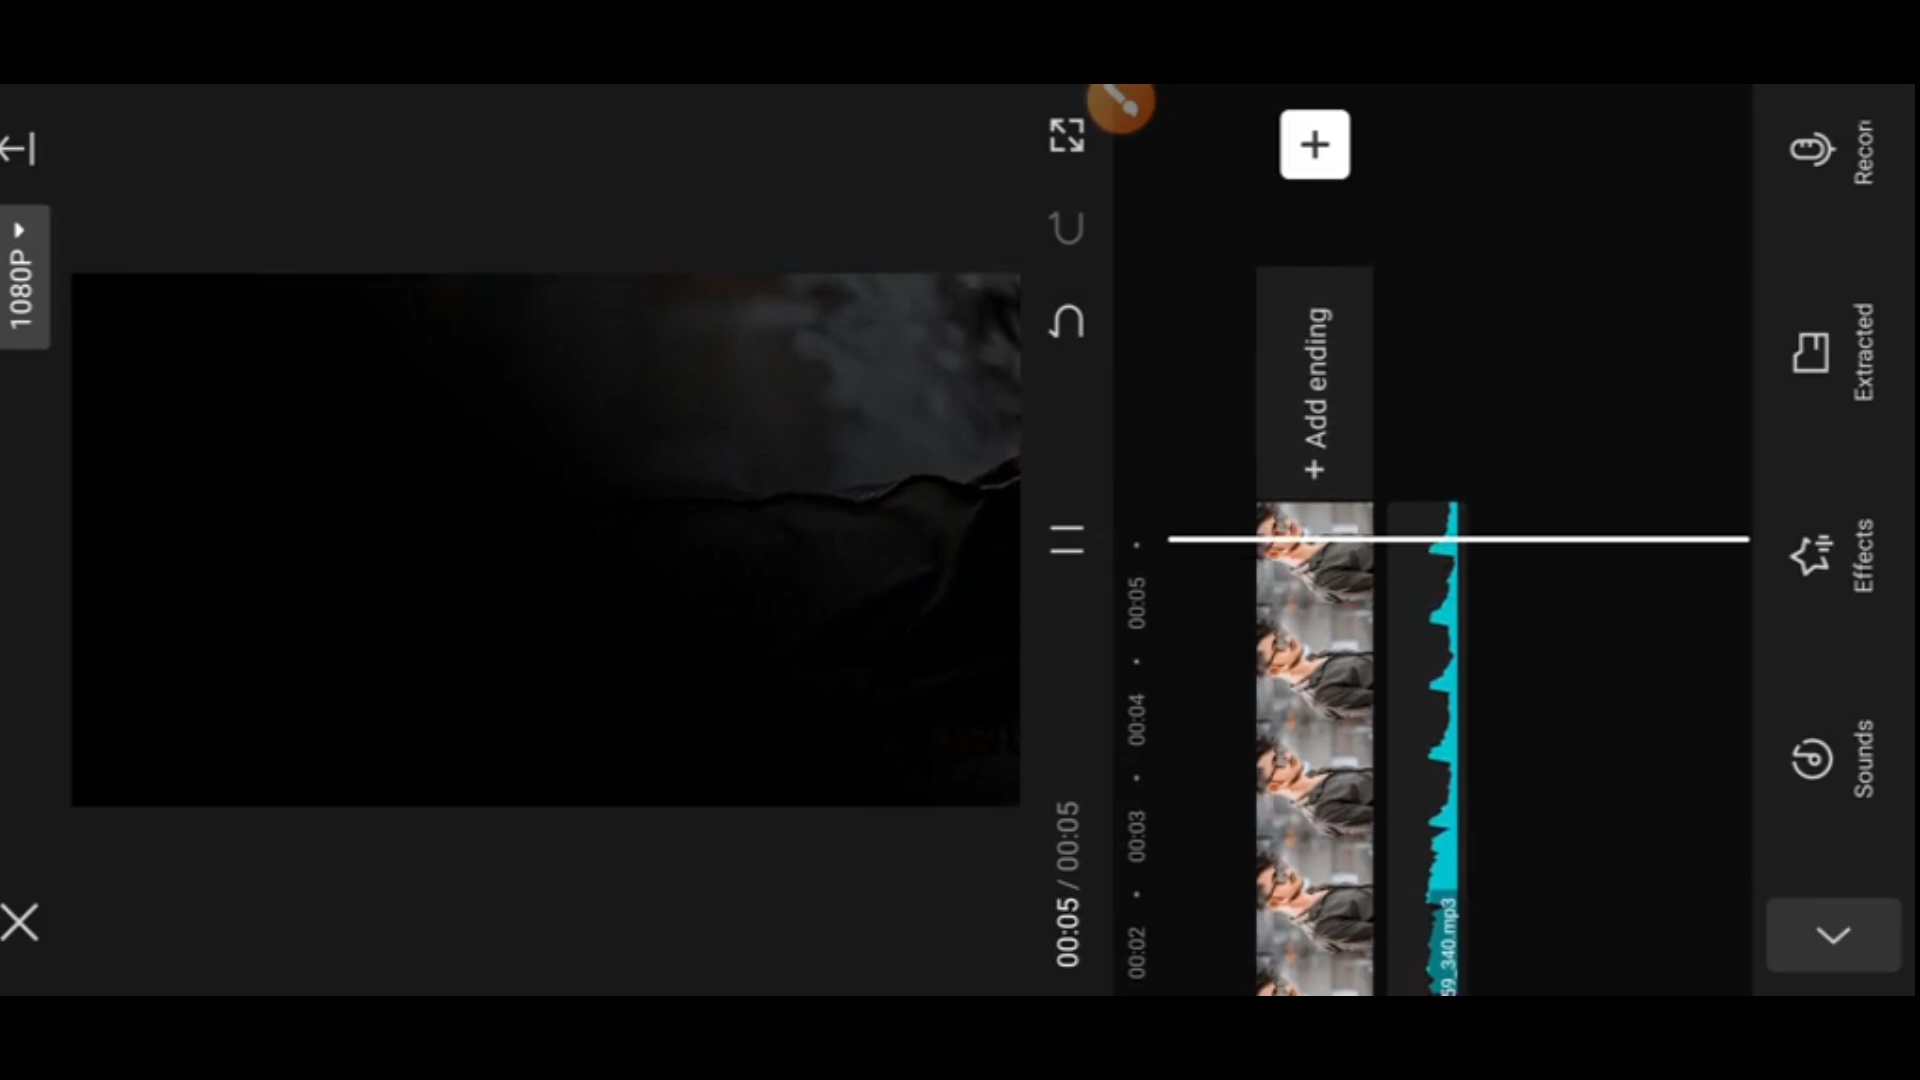 1080P
00:05 / 00:05
00:02
00:03
00:04
00:05
+ Add ending
59_340.mp3
Sounds
Effects
Extracted
Recor